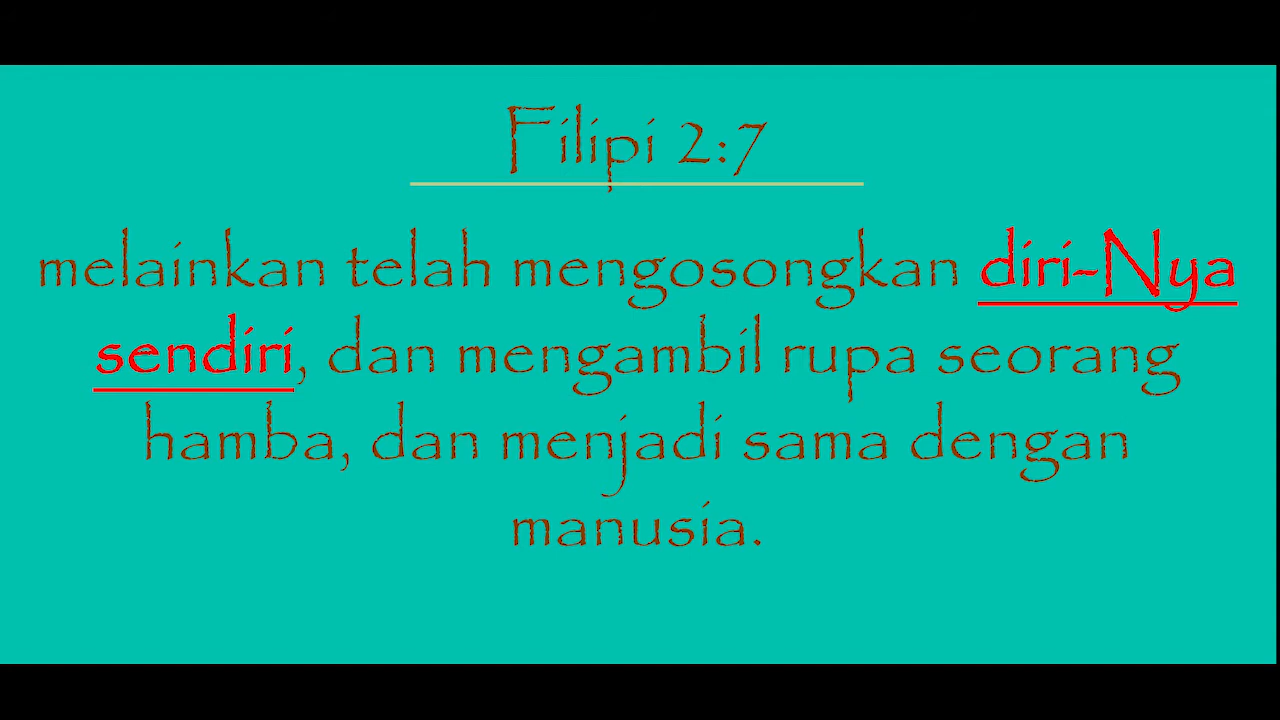 Filipi 2:7
melainkan telah mengosongkan diri-Nya
sendiri, dan mengambil rupa seorang
hamba, dan menjadi sama dengan
manusia.